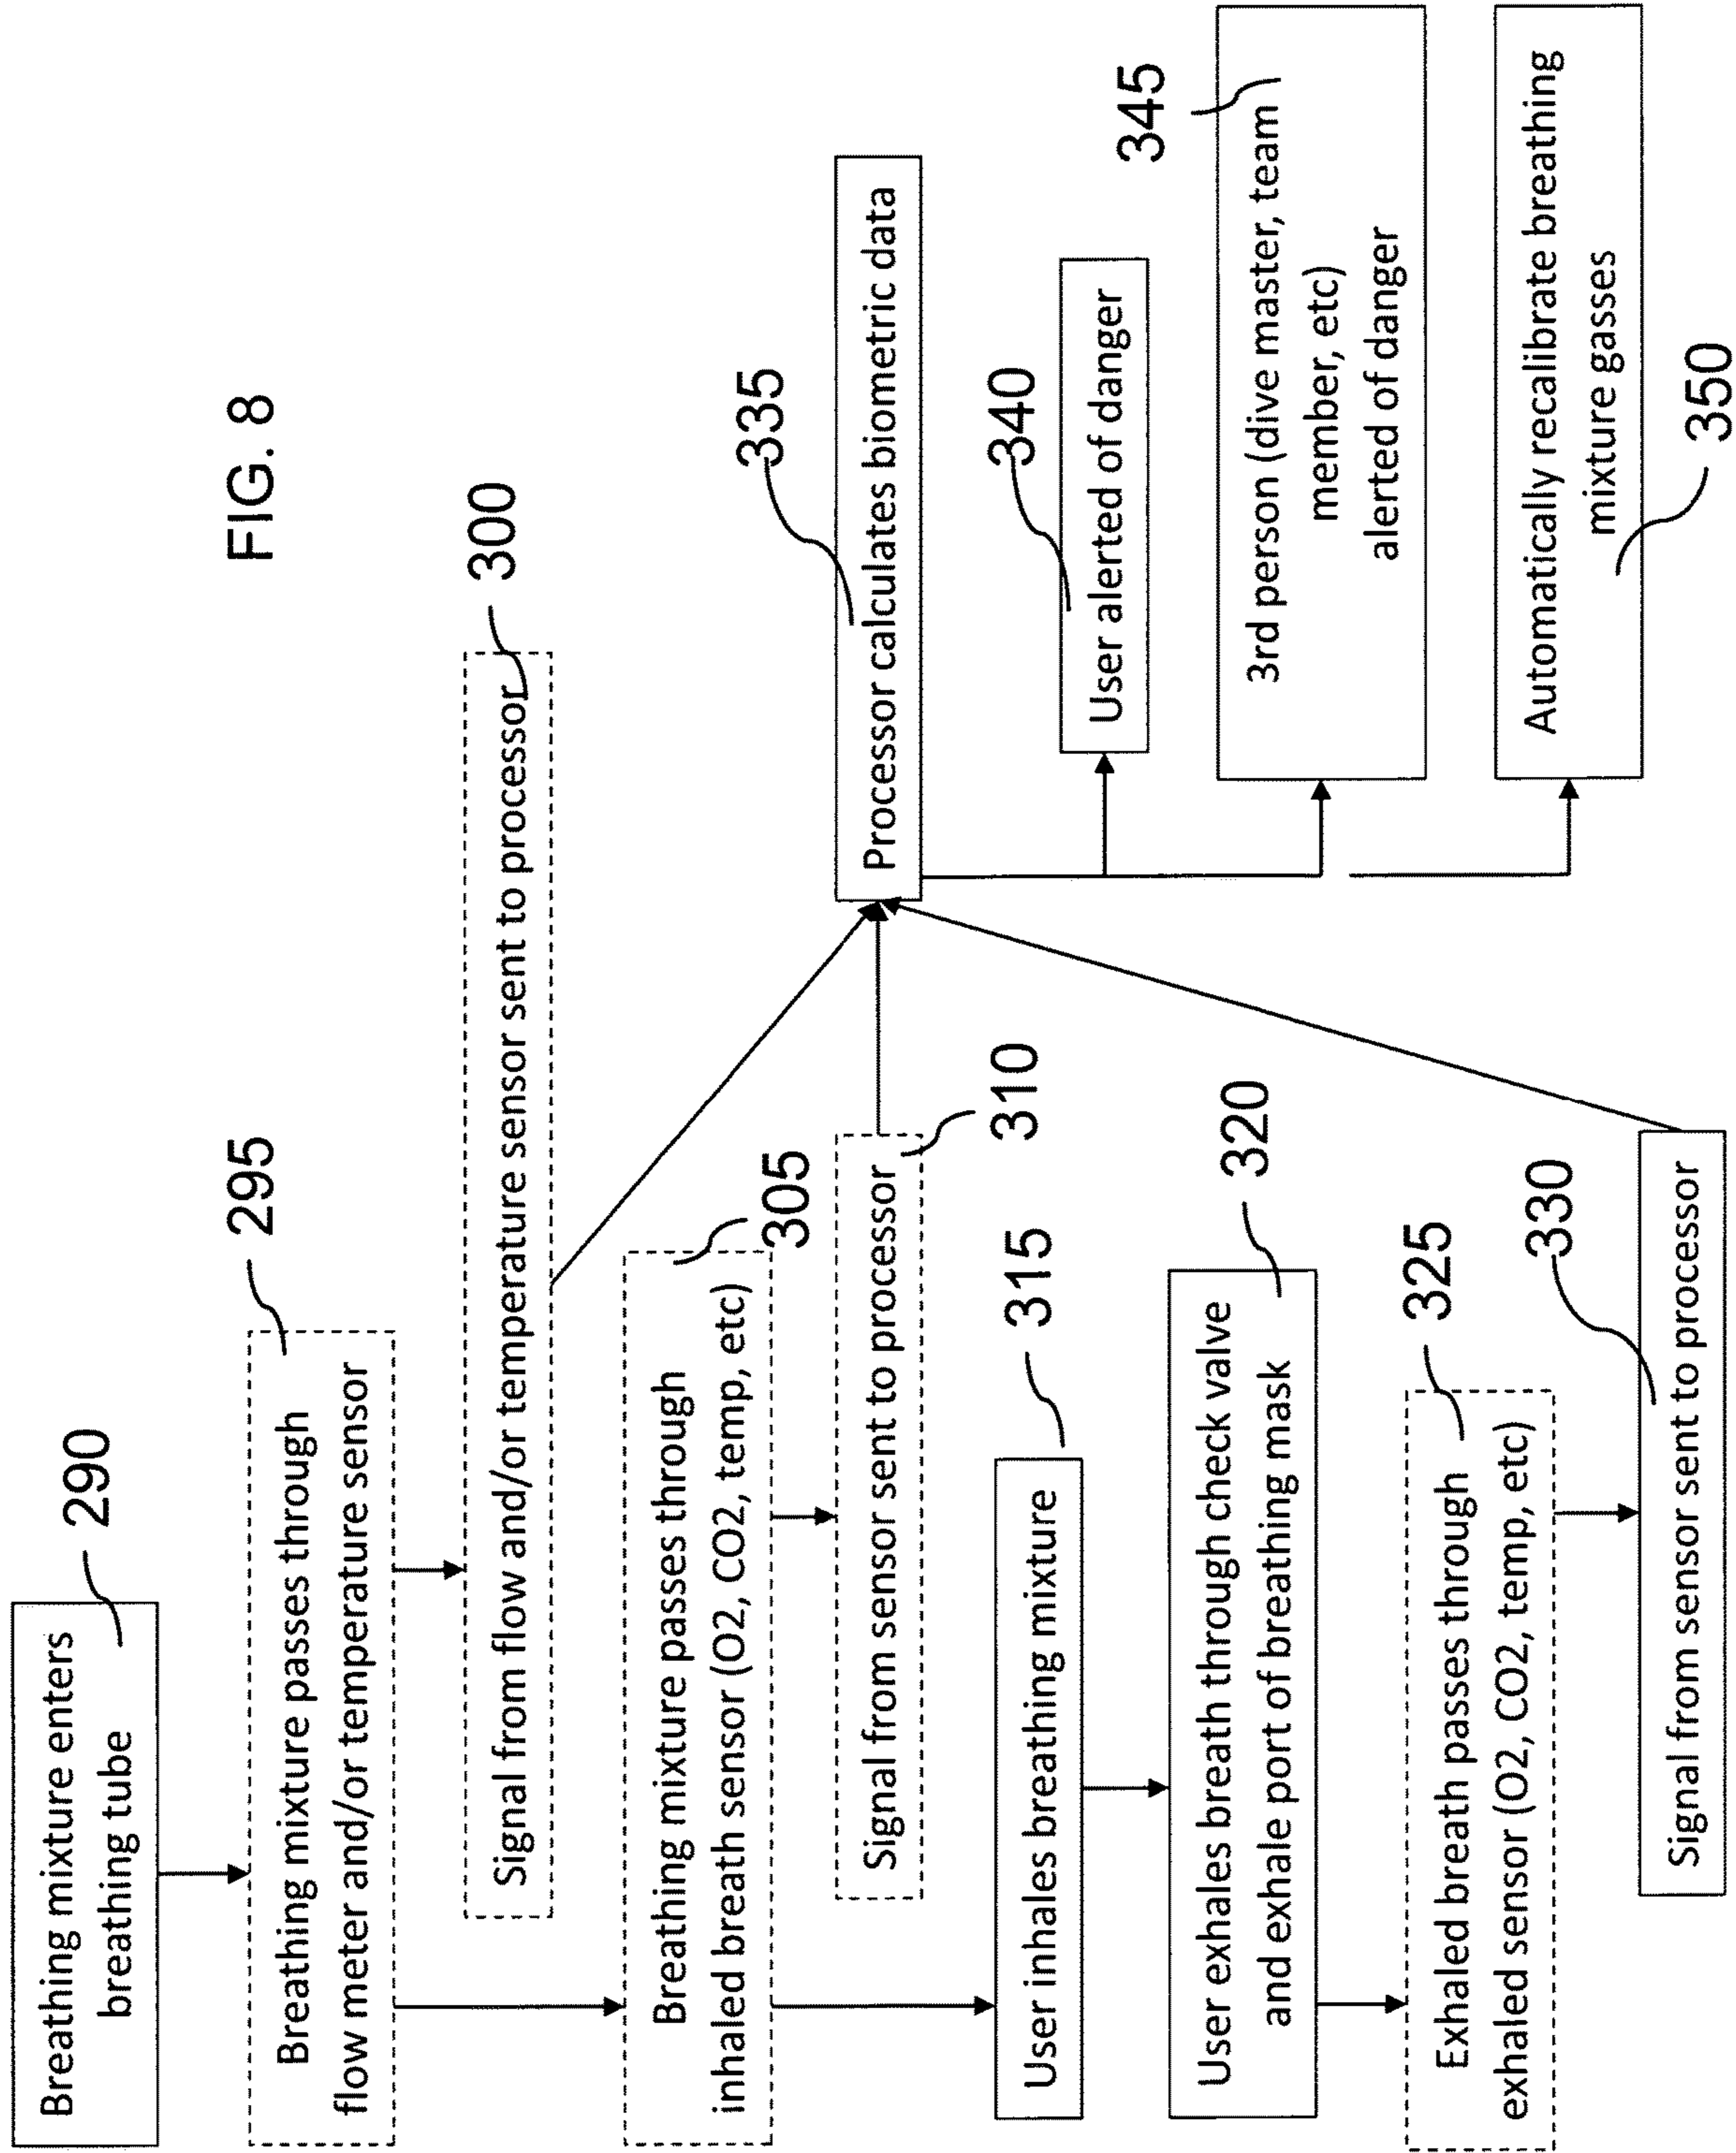 FIG. 8
Breathing mixture enters
breathing tube
290
Breathing mixture passes through
flow meter and/or temperature sensor
295
Signal from flow and/or temperature sensor sent to processor
300
Breathing mixture passes through
inhaled breath sensor (O2, CO2, temp, etc)
305
Signal from sensor sent to processor
310
User inhales breathing mixture
315
User exhales breath through check valve
and exhale port of breathing mask
320
Exhaled breath passes through
exhaled sensor (O2, CO2, temp, etc)
325
Signal from sensor sent to processor
330
Processor calculates biometric data
335
User alerted of danger
340
3rd person (dive master, team
member, etc)
alerted of danger
345
Automatically recalibrate breathing
mixture gasses
350